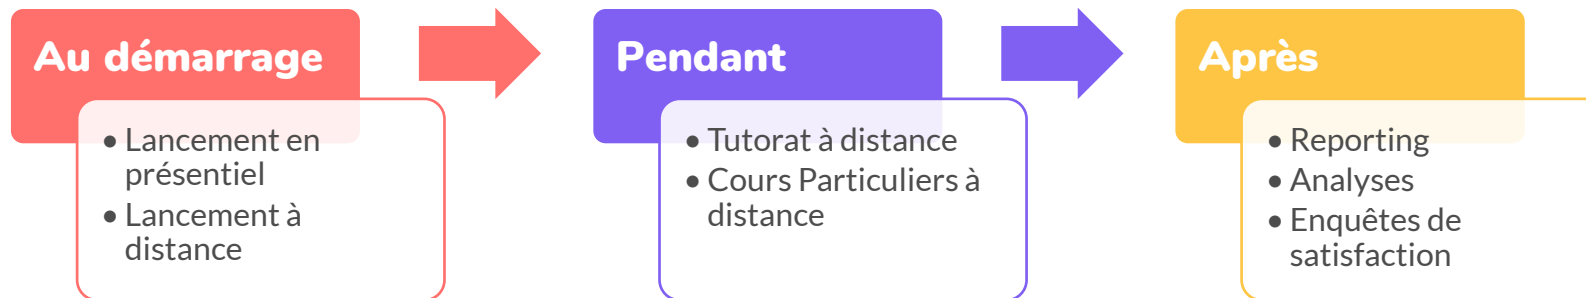 Au démarrage
• Lancement en
présentiel
• Lancement à
distance
Pendant
• Tutorat à distance
• Cours Particuliers à
distance
Après
• Reporting
• Analyses
• Enquêtes de
satisfaction